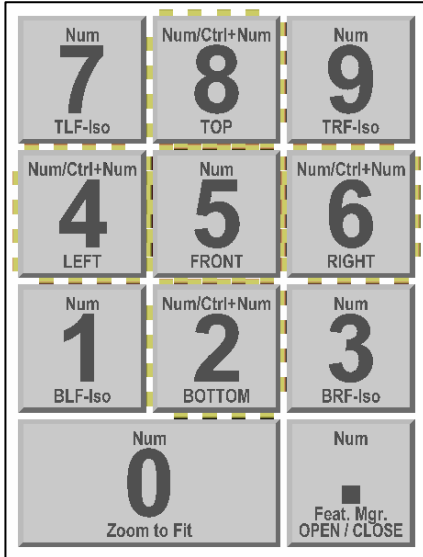 Num
7
TLF-Iso
Num/Ctrl+Num
8
TOP
Num
9
TRF-Iso
Num/Ctrl+Num
4
LEFT
Num
5
FRONT
Num/Ctrl+Num
6
RIGHT
Num
1
BLF-Iso
Num/Ctrl+Num
2
BOTTOM
Num
3
BRF-Iso
Num
0
Zoom to Fit
Num
.
Feat. Mgr.
OPEN / CLOSE